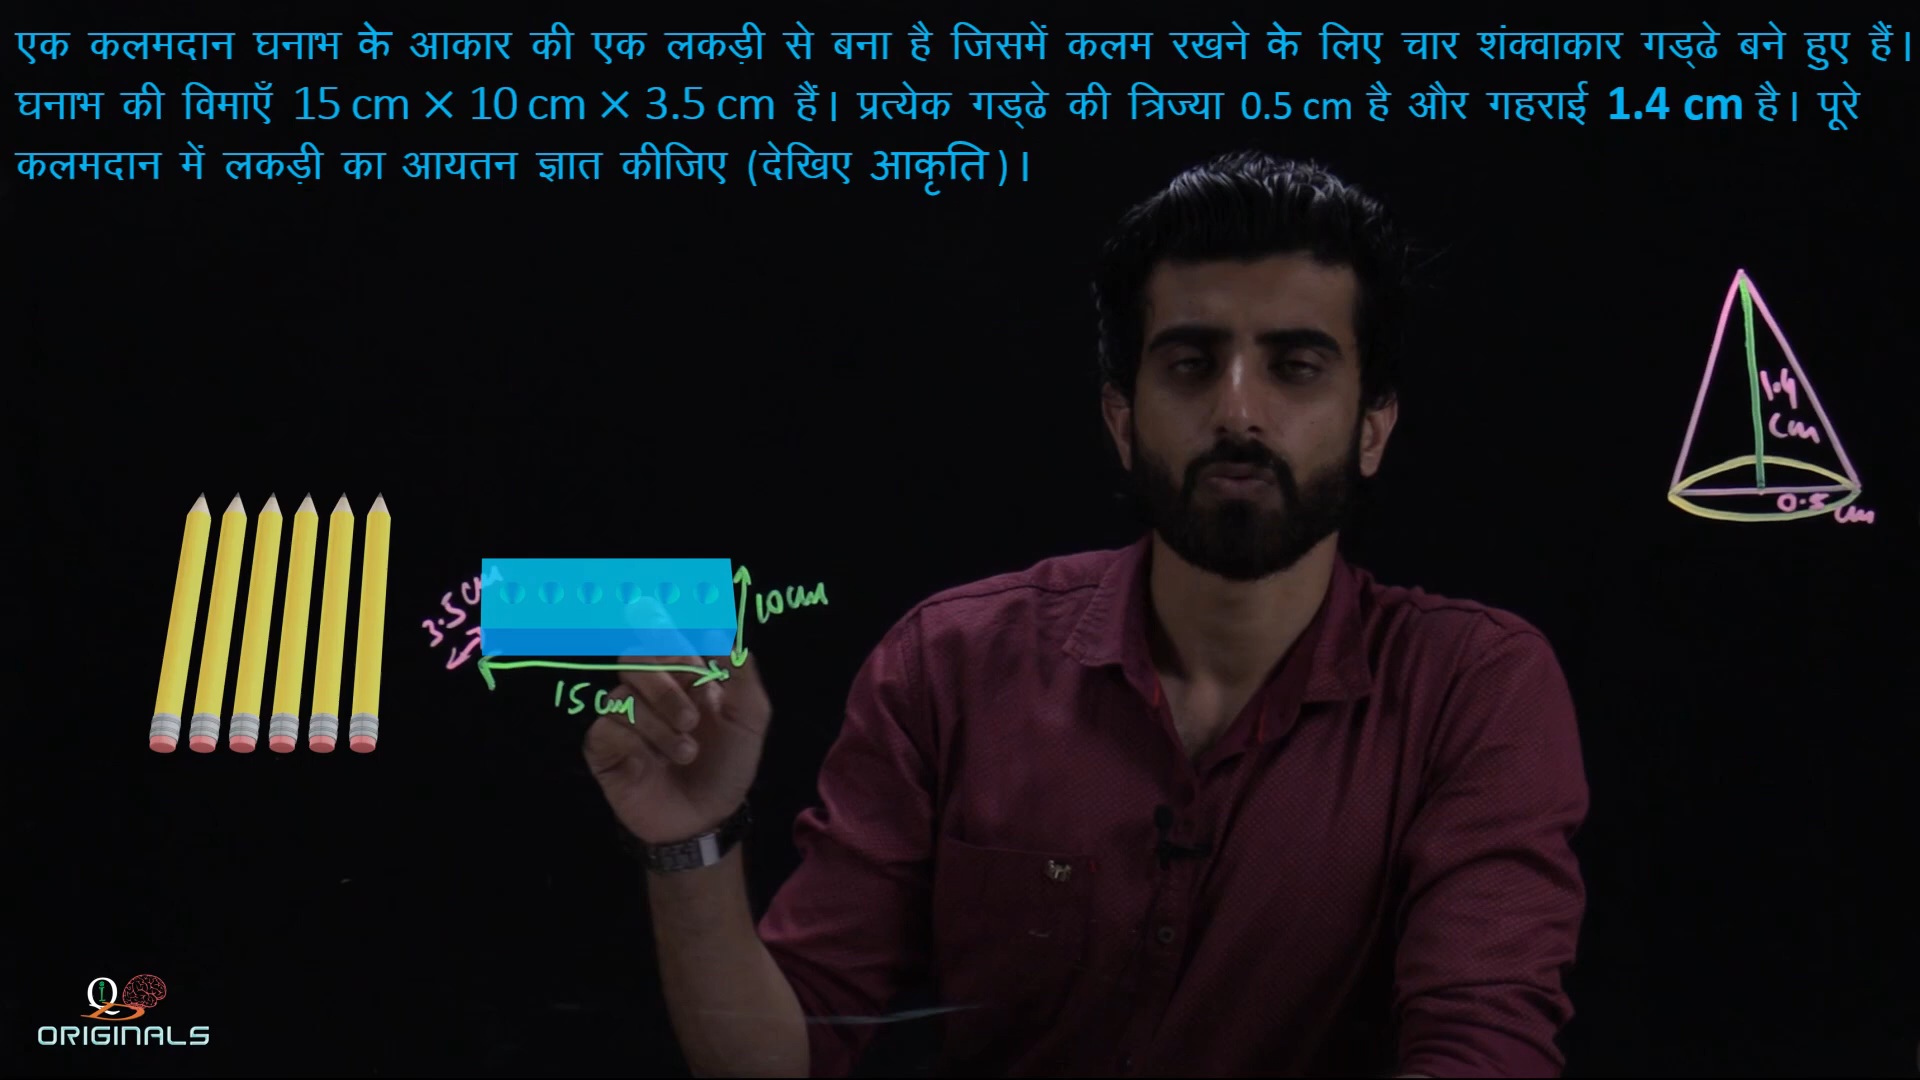 एक कलमदान घनाभ के आकार की एक लकड़ी से बना है जिसमें कलम रखने के लिए चार शंक्वाकार गड्ढे बने हुए हैं।
घनाभ की विमाएँ 15 cm × 10 cm × 3.5 cm हैं। प्रत्येक गड्ढे की त्रिज्या 0.5 cm है और गहराई 1.4 cm है। पूरे
कलमदान में लकड़ी का आयतन ज्ञात कीजिए (देखिए आकृति)।
1.4
cm
0.5 cm
3.5 cm
10 cm
15 cm
QiD
ORIGINALS